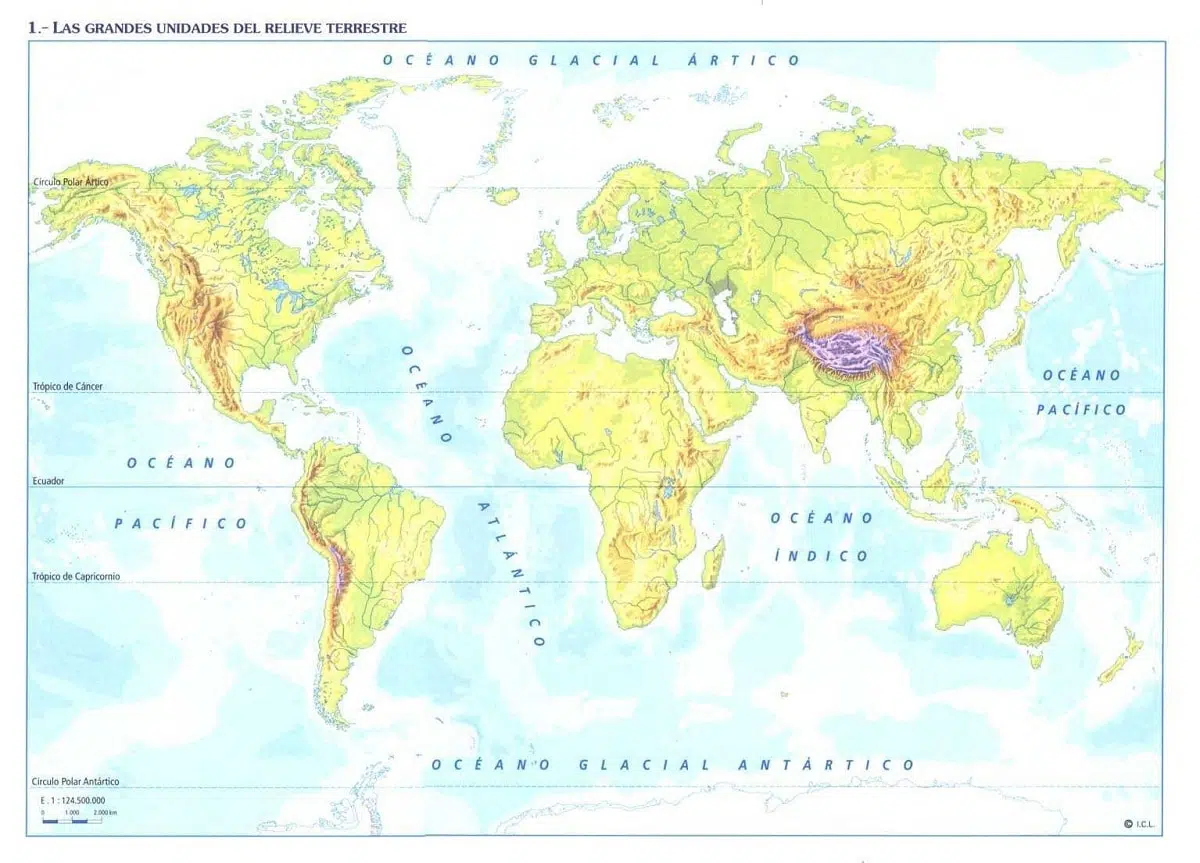 1.- LAS GRANDES UNIDADES DEL RELIEVE TERRESTRE
OCÉANO GLACIAL ÁRTICO
Círculo Polar Ártico
OCÉANO
ATLÁNTICO
Trópico de Cáncer
OCÉANO
PACÍFICO
OCÉANO
PACÍFICO
Ecuador
OCÉANO
ÍNDICO
Trópico de Capricornio
OCÉANO GLACIAL ANTÁRTICO
Círculo Polar Antártico
E. 1 : 124.500.000
0 1 000 2 000 km
© I.C.L.